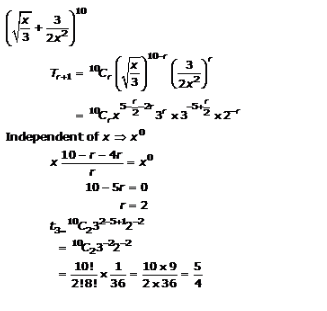 (√(x/3) + 3/(2x²))¹⁰
T_{r+1} = ¹⁰C_r (√(x/3))^{10-r} (3/(2x²))^r
= ¹⁰C_r x^{5-r/2-2r} 3^r × 3^{-5+r/2} × 2^{-r}
Independent of x ⇒ x⁰
x (10 - r - 4r)/r = x⁰
10 - 5r = 0
r = 2
t_{3_} ¹⁰C₂ 3^{2-5+1} 2^{-2}
= ¹⁰C₂ 3^{-2} 2^{-2}
= 10!/(2!8!) × 1/36 = (10 × 9)/(2 × 36) = 5/4